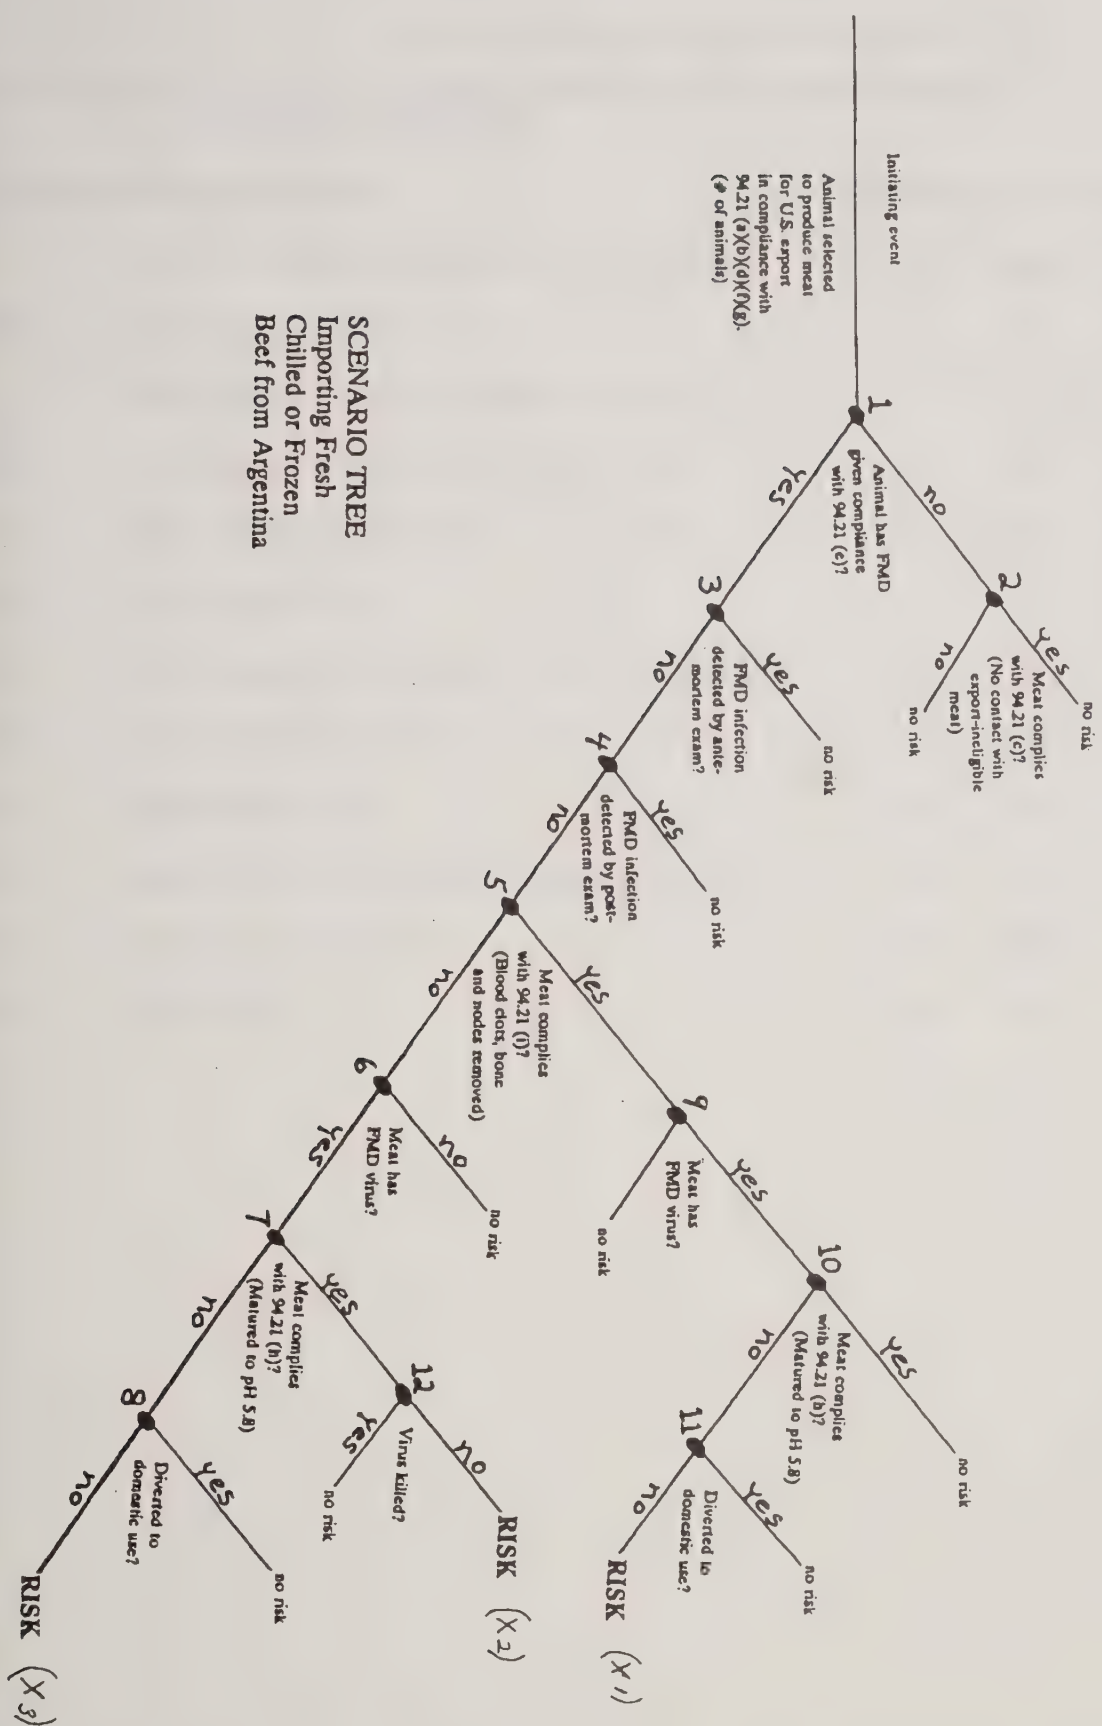 Initiating event
Animal selected
to produce meat
for U.S. export
in compliance with
94.21 (a)(b)(d)(f)(g).
(# of animals)
1
Animal has FMD
given compliance
with 94.21 (e)?
no
yes
2
Meat complies
with 94.21 (c)?
(No contact with
export-ineligible
meat)
yes
no risk
no
no risk
3
FMD infection
detected by ante-
mortem exam?
yes
no risk
no
4
FMD infection
detected by post-
mortem exam?
yes
no risk
no
5
Meat complies
with 94.21 (i)?
(Blood clots, bone
and nodes removed)
yes
no
9
Meat has
FMD virus?
yes
no risk
10
Meat complies
with 94.21 (h)?
(Matured to pH 5.8)
yes
no risk
no
11
Diverted to
domestic use?
yes
no risk
no
RISK (X1)
6
Meat has
FMD virus?
no
no risk
yes
7
Meat complies
with 94.21 (h)?
(Matured to pH 5.8)
yes
no
12
Virus killed?
no
RISK (X2)
yes
no risk
8
Diverted to
domestic use?
yes
no risk
no
RISK (X3)
SCENARIO TREE
Importing Fresh
Chilled or Frozen
Beef from Argentina